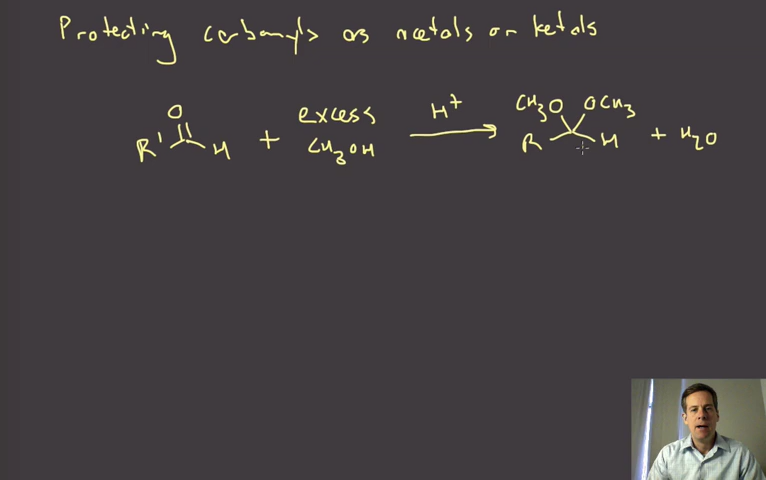 Protecting carbonyls as acetals or ketals
O
R' H + excess CH3OH H+ CH3O OCH3 R H + H2O